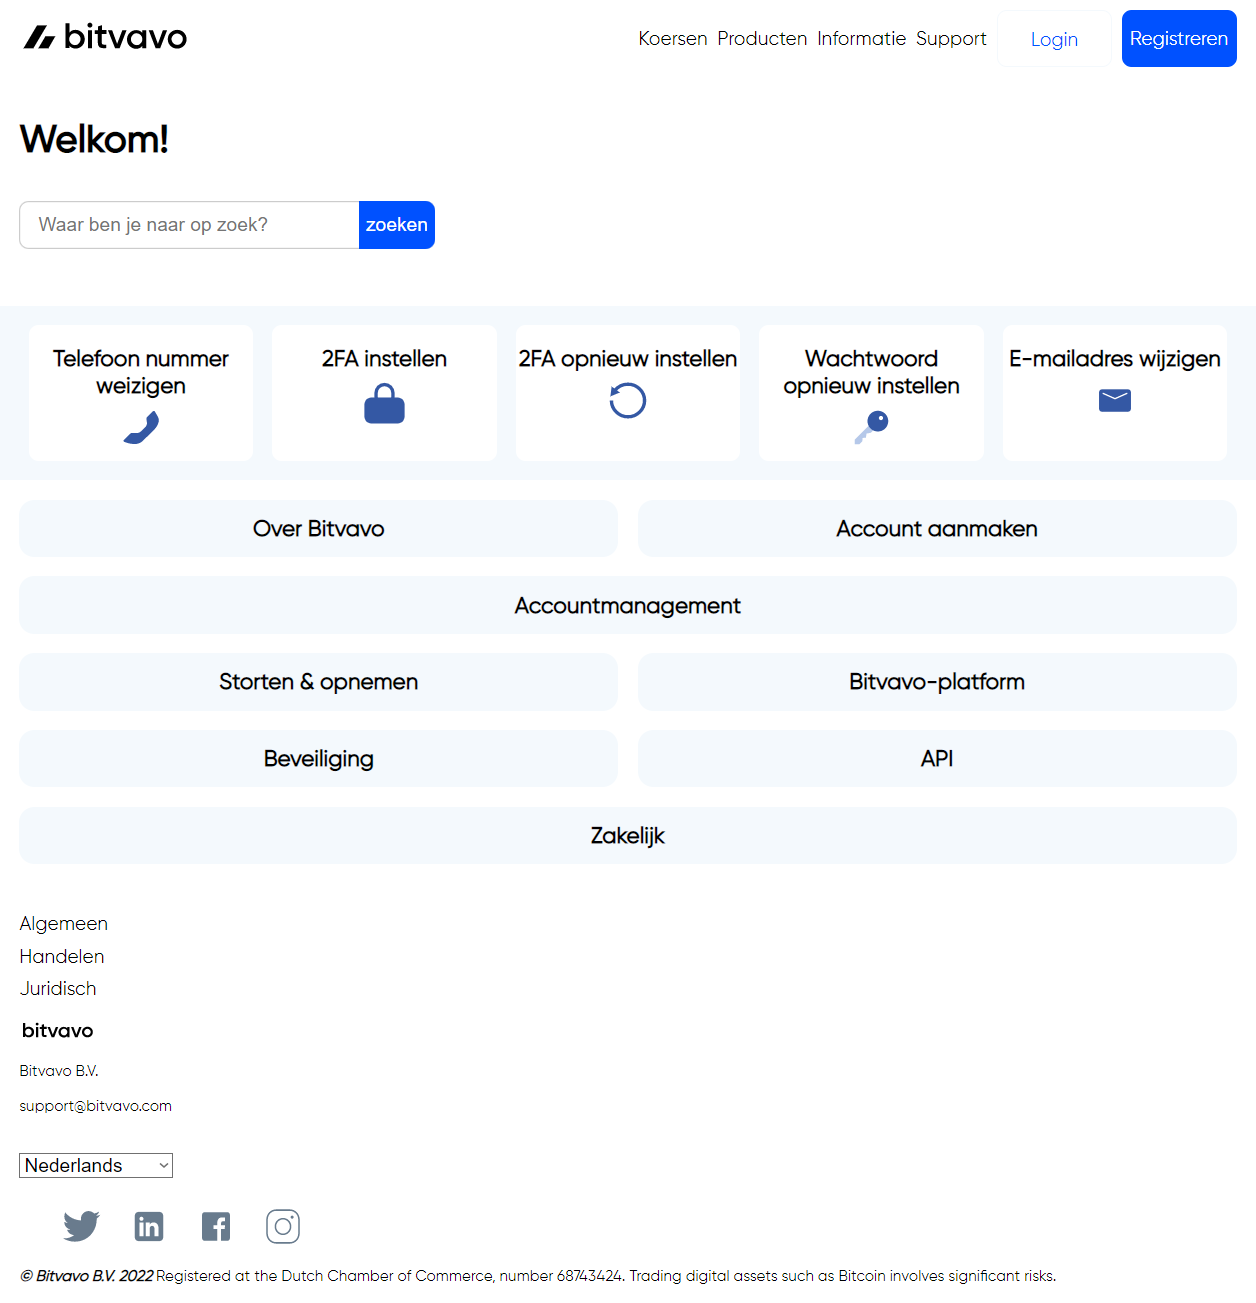 bitvavo
Koersen Producten Informatie Support Login Registreren
Welkom!
Waar ben je naar op zoek? zoeken
Telefoon nummer
weizigen
2FA instellen
2FA opnieuw instellen
Wachtwoord
opnieuw instellen
E-mailadres wijzigen
Over Bitvavo
Account aanmaken
Accountmanagement
Storten & opnemen
Bitvavo-platform
Beveiliging
API
Zakelijk
Algemeen
Handelen
Juridisch
bitvavo
Bitvavo B.V.
support@bitvavo.com
Nederlands
in
© Bitvavo B.V. 2022 Registered at the Dutch Chamber of Commerce, number 68743424. Trading digital assets such as Bitcoin involves significant risks.